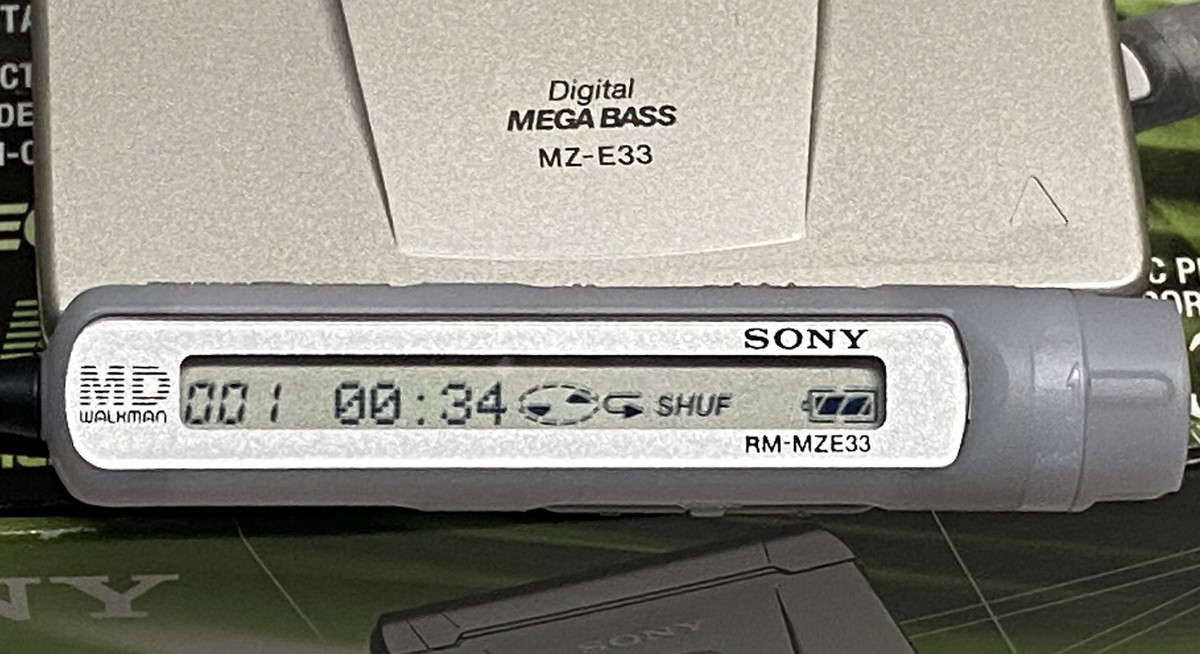 Digital
MEGA BASS
MZ-E33
SONY
MD
WALKMAN
001 00:34 SHUF
RM-MZE33
SONY